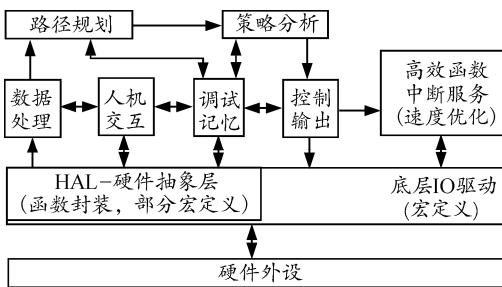 路径规划
策略分析
数据
处理
人机
交互
调试
记忆
控制
输出
高效函数
中断服务
(速度优化)
HAL-硬件抽象层
(函数封装，部分宏定义)
底层IO驱动
(宏定义)
硬件外设